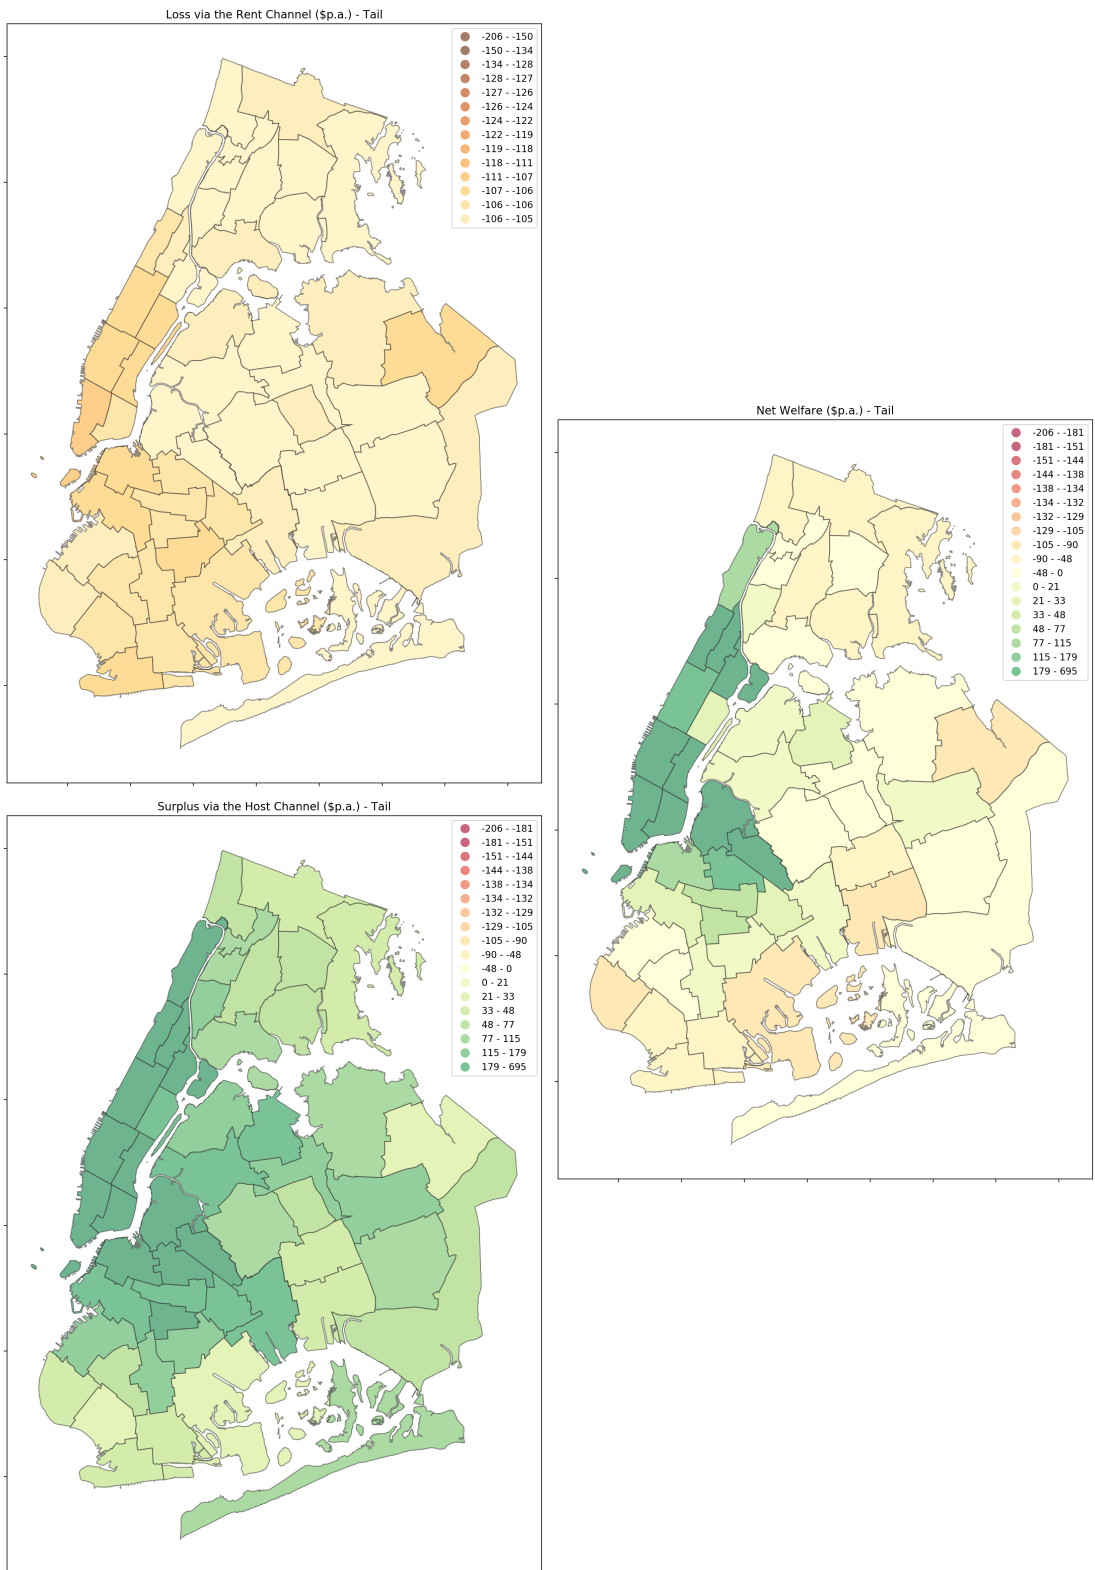 Loss via the Rent Channel ($p.a.) - Tail
-206 - -150
-150 - -134
-134 - -128
-128 - -127
-127 - -126
-126 - -124
-124 - -122
-122 - -119
-119 - -118
-118 - -111
-111 - -107
-107 - -106
-106 - -106
-106 - -105
Net Welfare ($p.a.) - Tail
-206 - -181
-181 - -151
-151 - -144
-144 - -138
-138 - -134
-134 - -132
-132 - -129
-129 - -105
-105 - -90
-90 - -48
-48 - 0
0 - 21
21 - 33
33 - 48
48 - 77
77 - 115
115 - 179
179 - 695
Surplus via the Host Channel ($p.a.) - Tail
-206 - -181
-181 - -151
-151 - -144
-144 - -138
-138 - -134
-134 - -132
-132 - -129
-129 - -105
-105 - -90
-90 - -48
-48 - 0
0 - 21
21 - 33
33 - 48
48 - 77
77 - 115
115 - 179
179 - 695